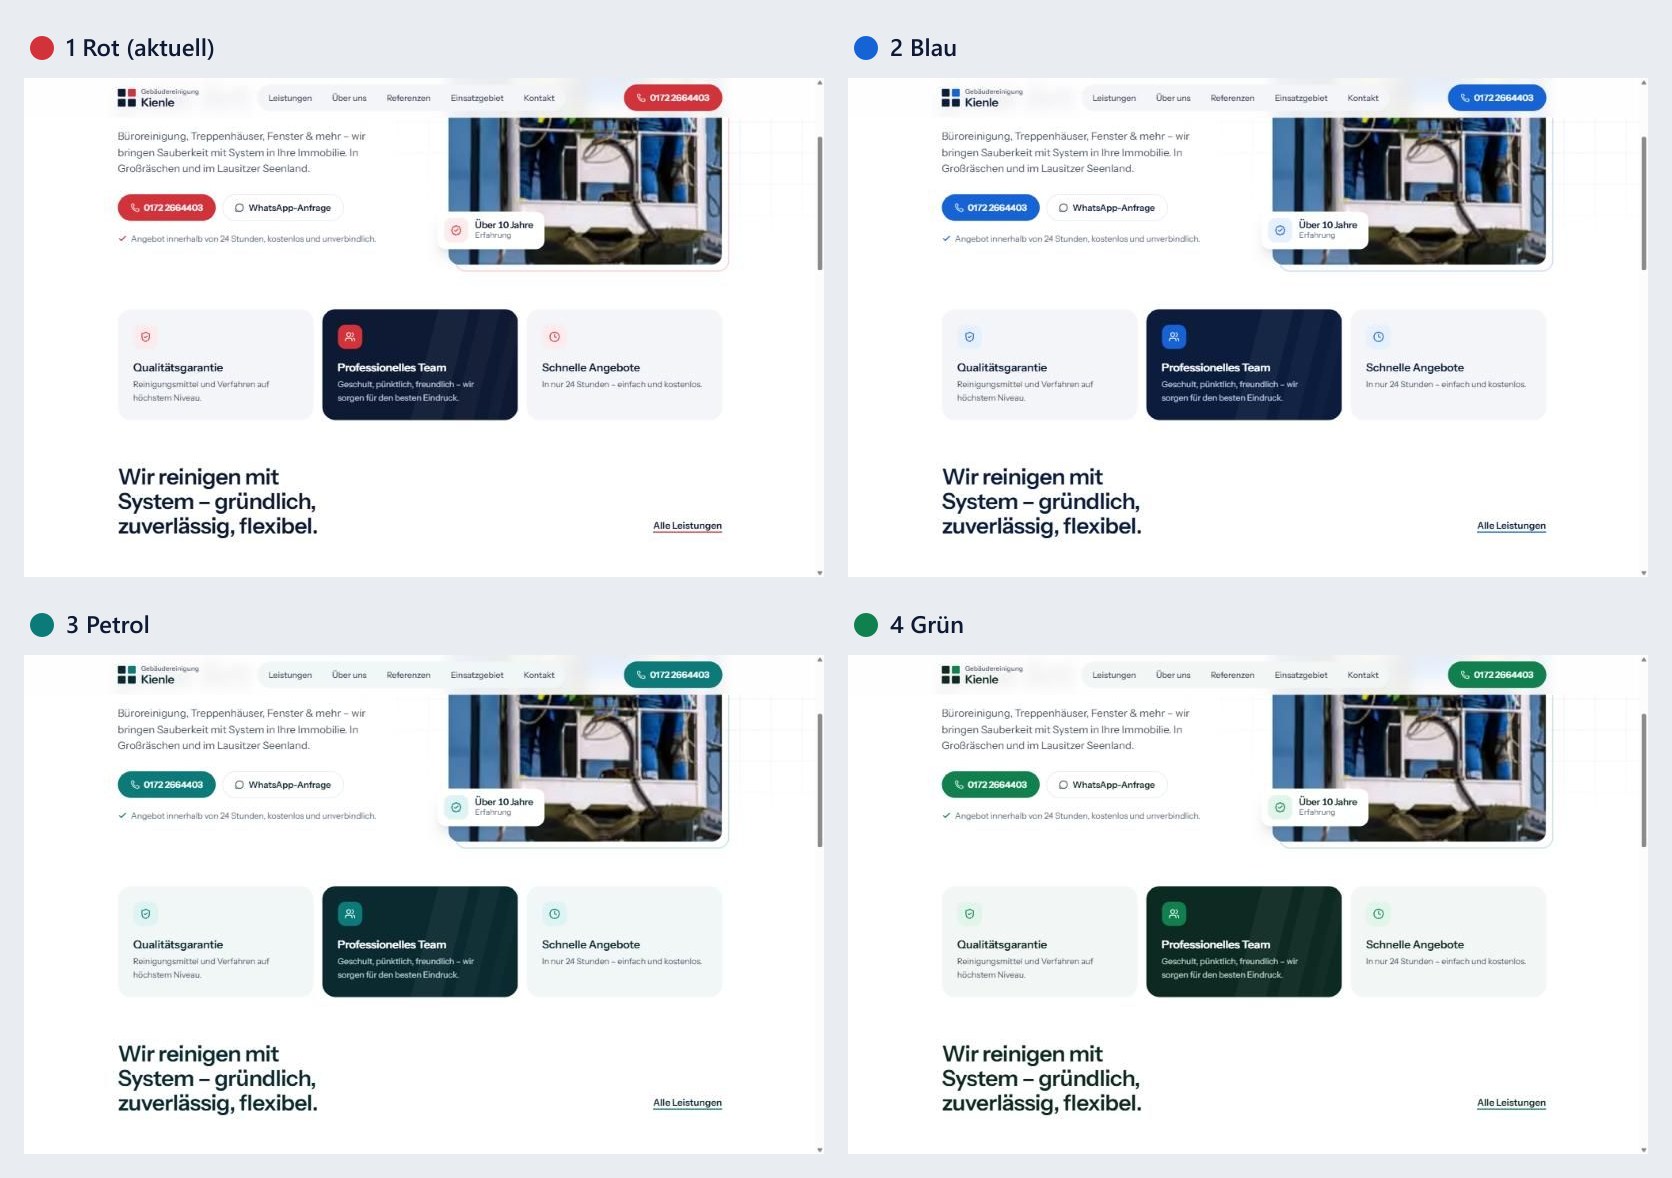 1 Rot (aktuell)
Gebäudereinigung
Kienle
Leistungen Über uns Referenzen Einsatzgebiet Kontakt
0172 2664403
Büroreinigung, Treppenhäuser, Fenster & mehr – wir
bringen Sauberkeit mit System in Ihre Immobilie. In
Großräschen und im Lausitzer Seenland.
0172 2664403
WhatsApp-Anfrage
Angebot innerhalb von 24 Stunden, kostenlos und unverbindlich.
Über 10 Jahre
Erfahrung
Qualitätsgarantie
Reinigungsmittel und Verfahren auf
höchstem Niveau.
Professionelles Team
Geschult, pünktlich, freundlich – wir
sorgen für den besten Eindruck.
Schnelle Angebote
In nur 24 Stunden – einfach und kostenlos.
Wir reinigen mit
System – gründlich,
zuverlässig, flexibel.
Alle Leistungen
2 Blau
Gebäudereinigung
Kienle
Leistungen Über uns Referenzen Einsatzgebiet Kontakt
0172 2664403
Büroreinigung, Treppenhäuser, Fenster & mehr – wir
bringen Sauberkeit mit System in Ihre Immobilie. In
Großräschen und im Lausitzer Seenland.
0172 2664403
WhatsApp-Anfrage
Angebot innerhalb von 24 Stunden, kostenlos und unverbindlich.
Über 10 Jahre
Erfahrung
Qualitätsgarantie
Reinigungsmittel und Verfahren auf
höchstem Niveau.
Professionelles Team
Geschult, pünktlich, freundlich – wir
sorgen für den besten Eindruck.
Schnelle Angebote
In nur 24 Stunden – einfach und kostenlos.
Wir reinigen mit
System – gründlich,
zuverlässig, flexibel.
Alle Leistungen
3 Petrol
Gebäudereinigung
Kienle
Leistungen Über uns Referenzen Einsatzgebiet Kontakt
0172 2664403
Büroreinigung, Treppenhäuser, Fenster & mehr – wir
bringen Sauberkeit mit System in Ihre Immobilie. In
Großräschen und im Lausitzer Seenland.
0172 2664403
WhatsApp-Anfrage
Angebot innerhalb von 24 Stunden, kostenlos und unverbindlich.
Über 10 Jahre
Erfahrung
Qualitätsgarantie
Reinigungsmittel und Verfahren auf
höchstem Niveau.
Professionelles Team
Geschult, pünktlich, freundlich – wir
sorgen für den besten Eindruck.
Schnelle Angebote
In nur 24 Stunden – einfach und kostenlos.
Wir reinigen mit
System – gründlich,
zuverlässig, flexibel.
Alle Leistungen
4 Grün
Gebäudereinigung
Kienle
Leistungen Über uns Referenzen Einsatzgebiet Kontakt
0172 2664403
Büroreinigung, Treppenhäuser, Fenster & mehr – wir
bringen Sauberkeit mit System in Ihre Immobilie. In
Großräschen und im Lausitzer Seenland.
0172 2664403
WhatsApp-Anfrage
Angebot innerhalb von 24 Stunden, kostenlos und unverbindlich.
Über 10 Jahre
Erfahrung
Qualitätsgarantie
Reinigungsmittel und Verfahren auf
höchstem Niveau.
Professionelles Team
Geschult, pünktlich, freundlich – wir
sorgen für den besten Eindruck.
Schnelle Angebote
In nur 24 Stunden – einfach und kostenlos.
Wir reinigen mit
System – gründlich,
zuverlässig, flexibel.
Alle Leistungen